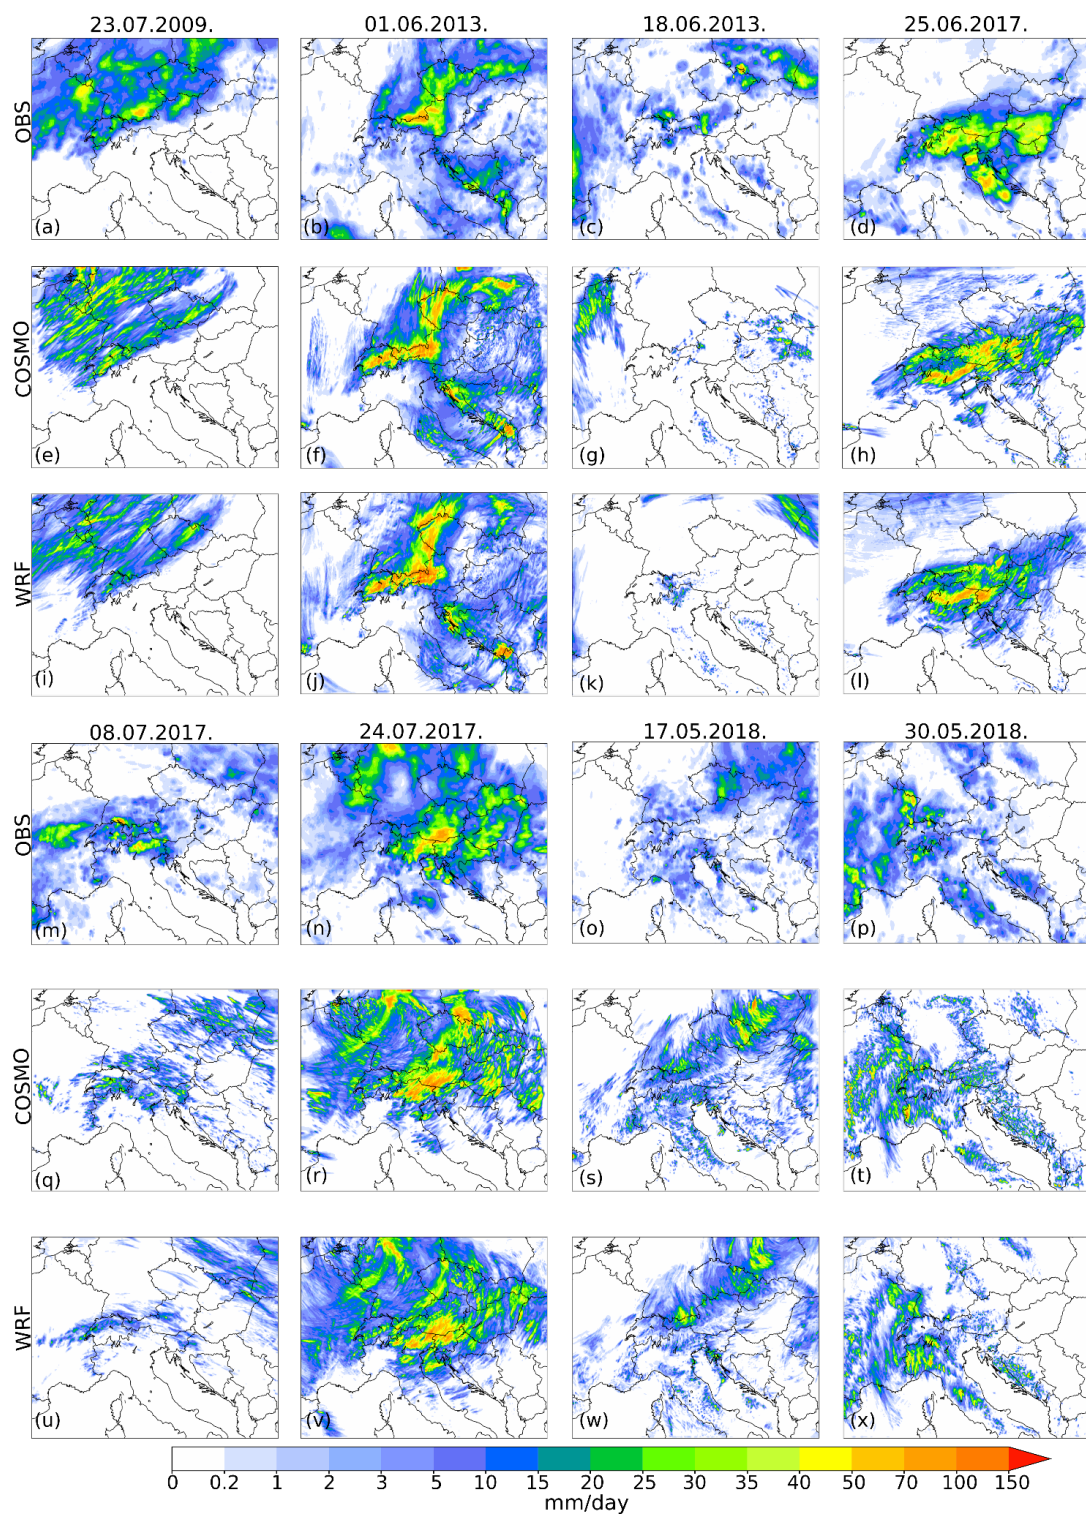 23.07.2009. 01.06.2013. 18.06.2013. 25.06.2017.
OBS
(a) (b) (c) (d)
COSMO
(e) (f) (g) (h)
WRF
(i) (j) (k) (l)
08.07.2017. 24.07.2017. 17.05.2018. 30.05.2018.
OBS
(m) (n) (o) (p)
COSMO
(q) (r) (s) (t)
WRF
(u) (v) (w) (x)
0 0.2 1 2 3 5 10 15 20 25 30 35 40 50 70 100 150
mm/day